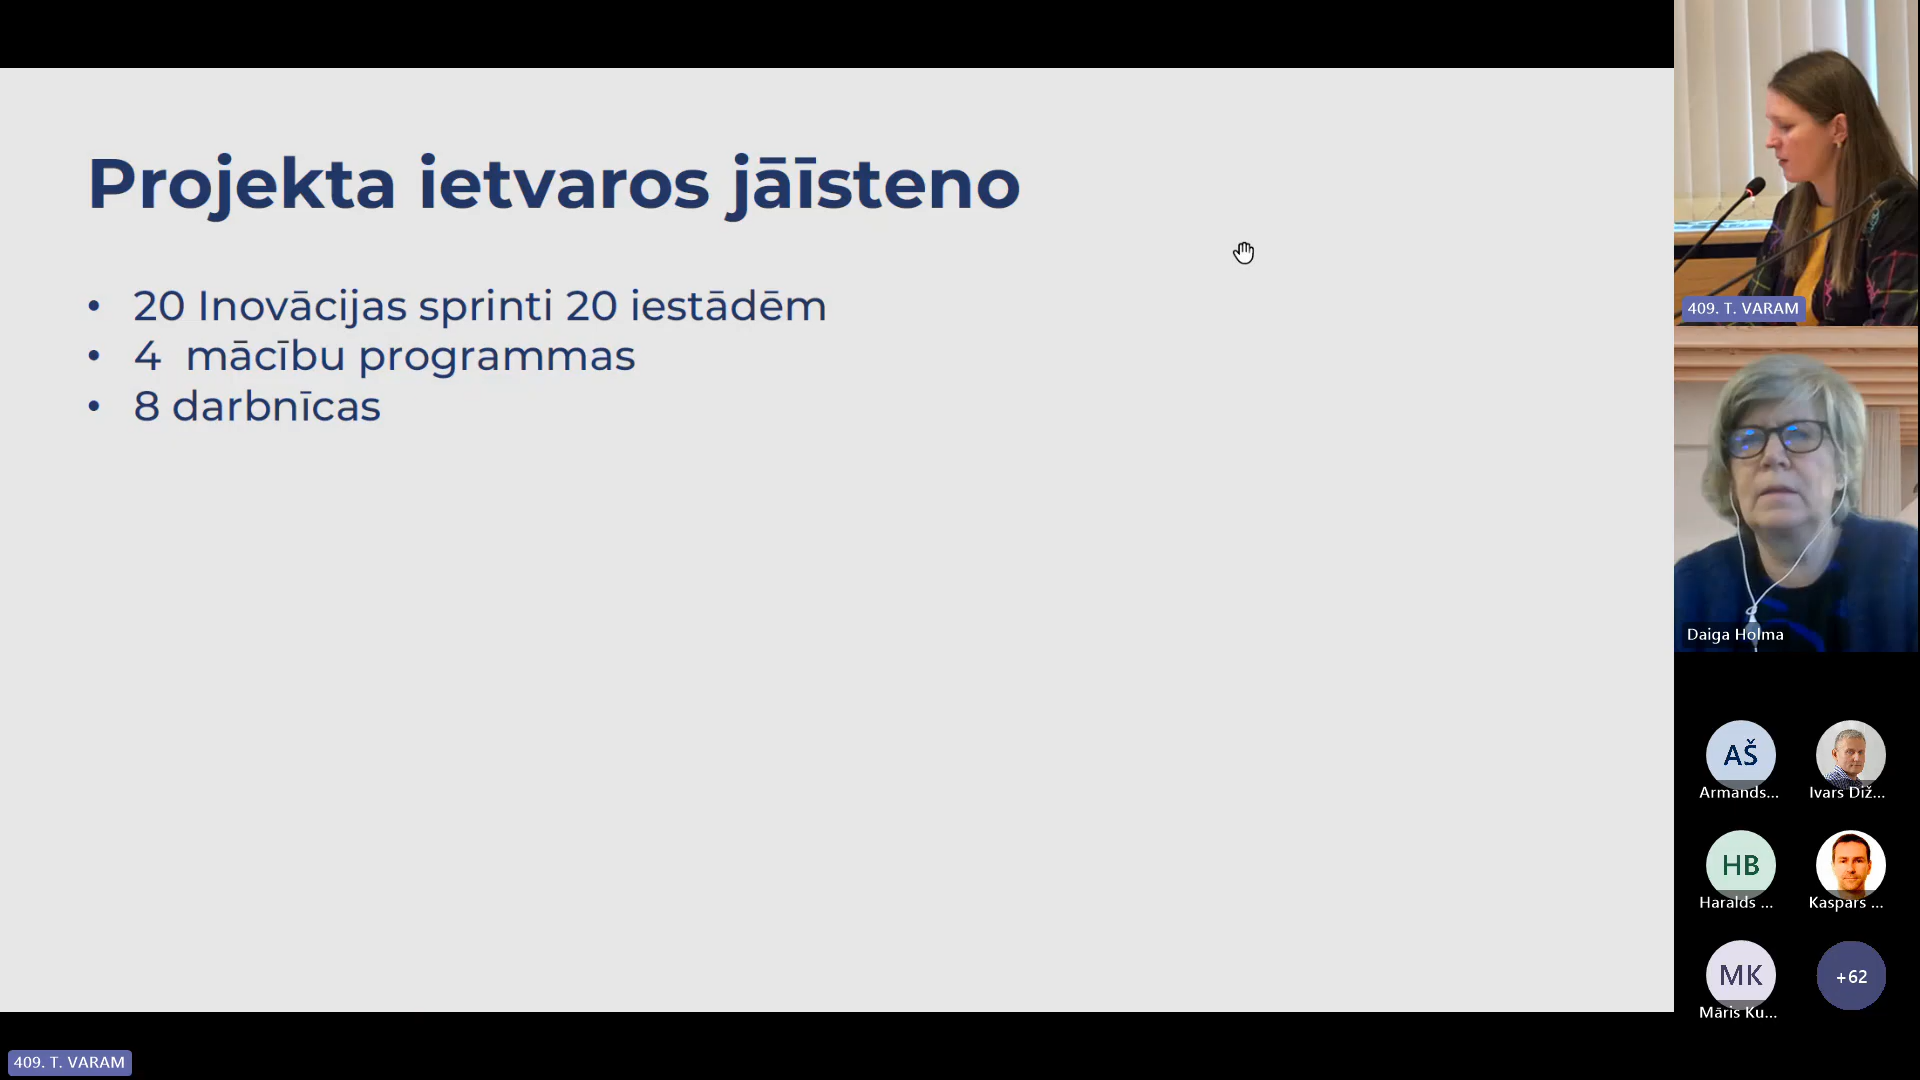 Projekta ietvaros jāīsteno
• 20 Inovācijas sprinti 20 iestādēm
• 4 mācību programmas
• 8 darbnīcas
409. T. VARAM
Daiga Holma
AŠ
Armands...
Ivars Diž...
HB
Haralds ...
Kaspars ...
MK
Māris Ku...
+62
409. T. VARAM